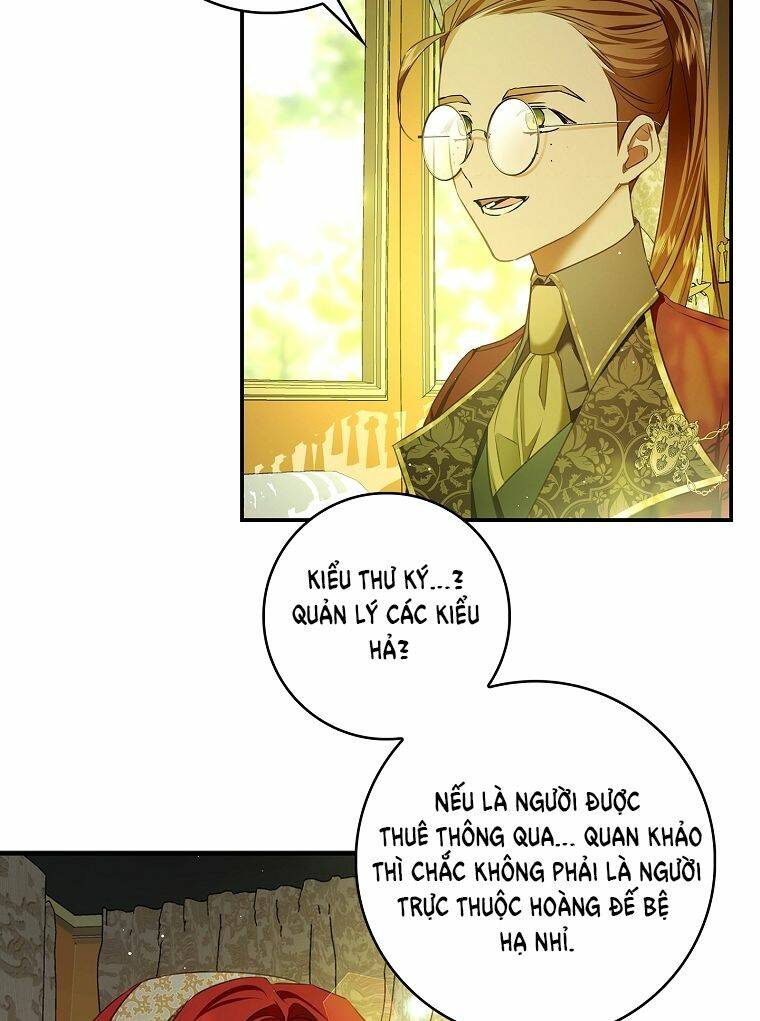 KIỂU THƯ KÝ...?
QUẢN LÝ CÁC KIỂU
HẢ?
NẾU LÀ NGƯỜI ĐƯỢC
THUÊ THÔNG QUA... QUAN KHẢO
THÌ CHẮC KHÔNG PHẢI LÀ NGƯỜI
TRỰC THUỘC HOÀNG ĐẾ BỆ
HẠ NHỈ.